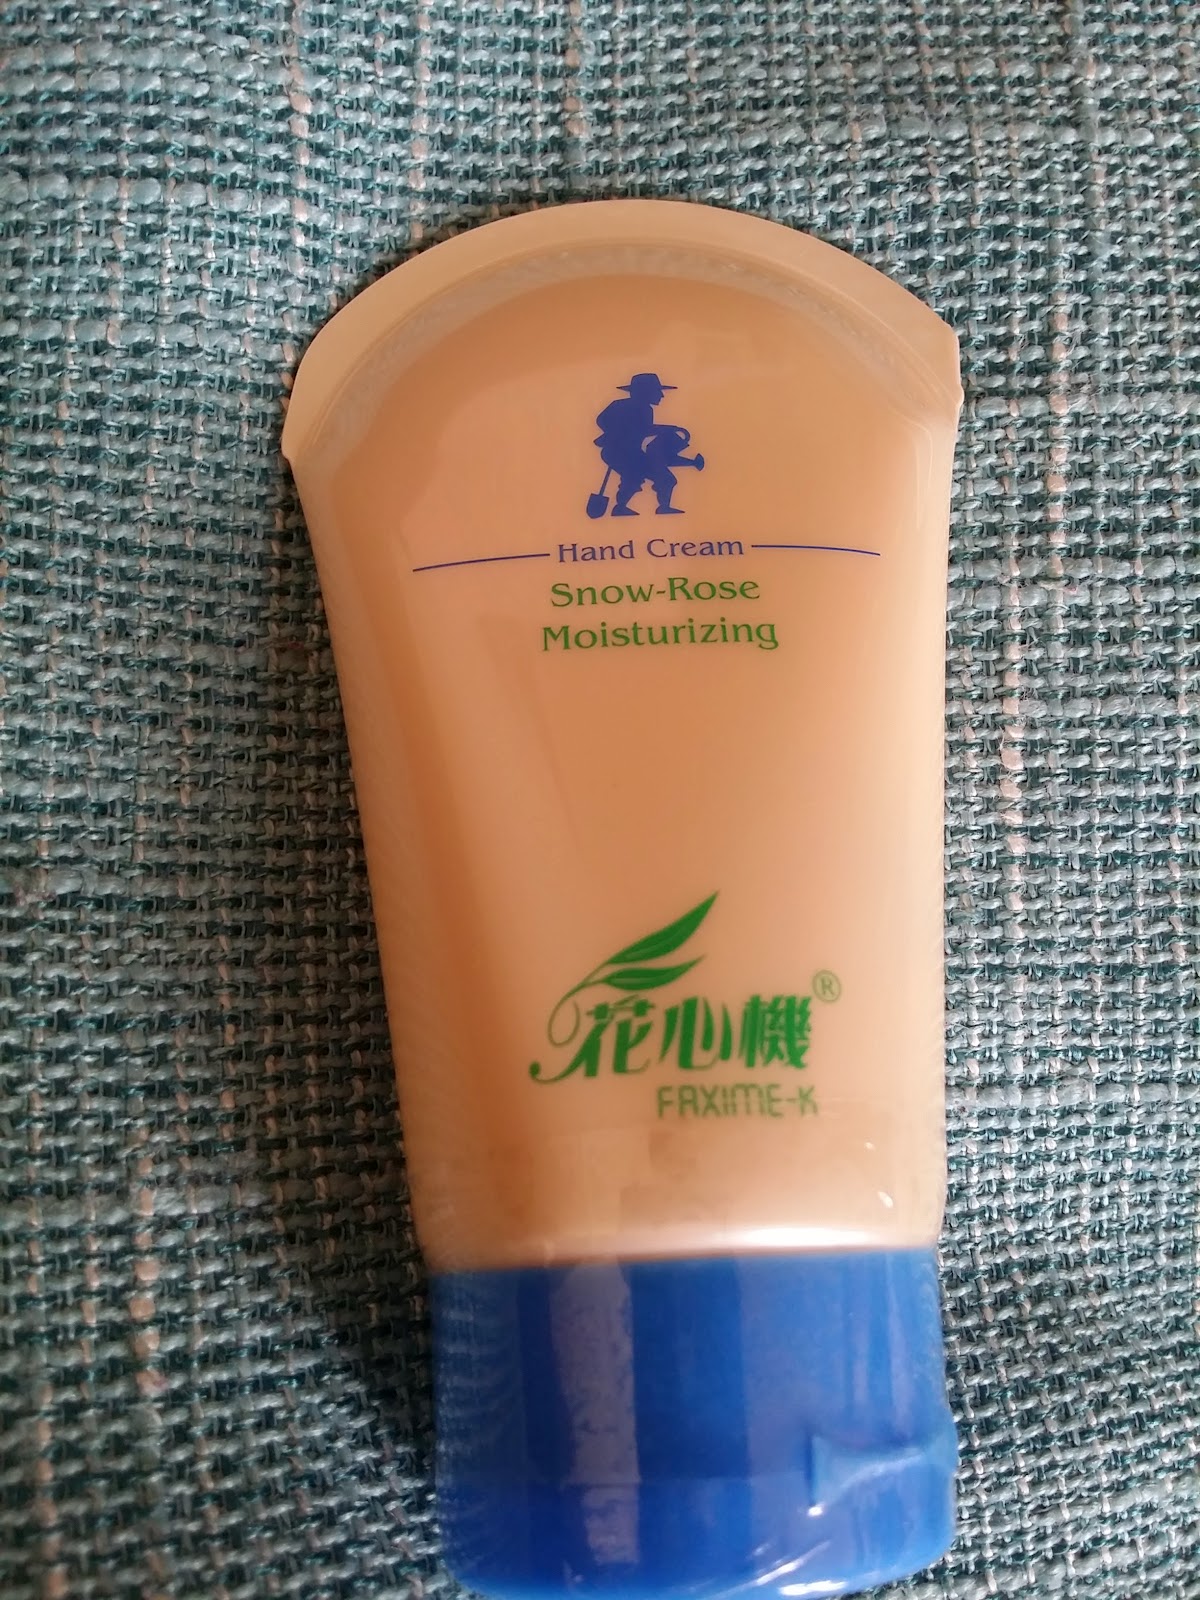 Hand Cream
Snow-Rose
Moisturizing
花心機®
FAXIME-K